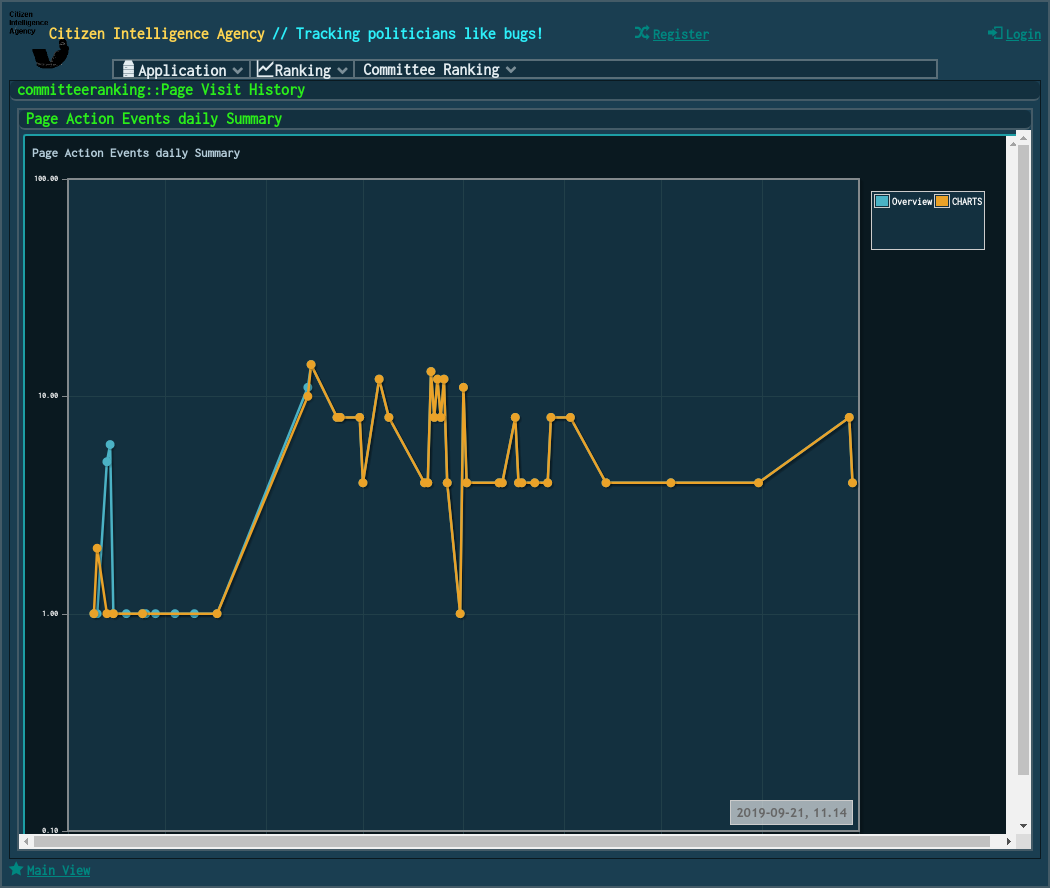 Citizen
Intelligence
Agency
Citizen Intelligence Agency // Tracking politicians like bugs!
Register
Login
Application
Ranking
Committee Ranking
committeeranking::Page Visit History
Page Action Events daily Summary
Page Action Events daily Summary
100.00
Overview
CHARTS
10.00
1.00
2019-09-21, 11.14
0.10
Main View